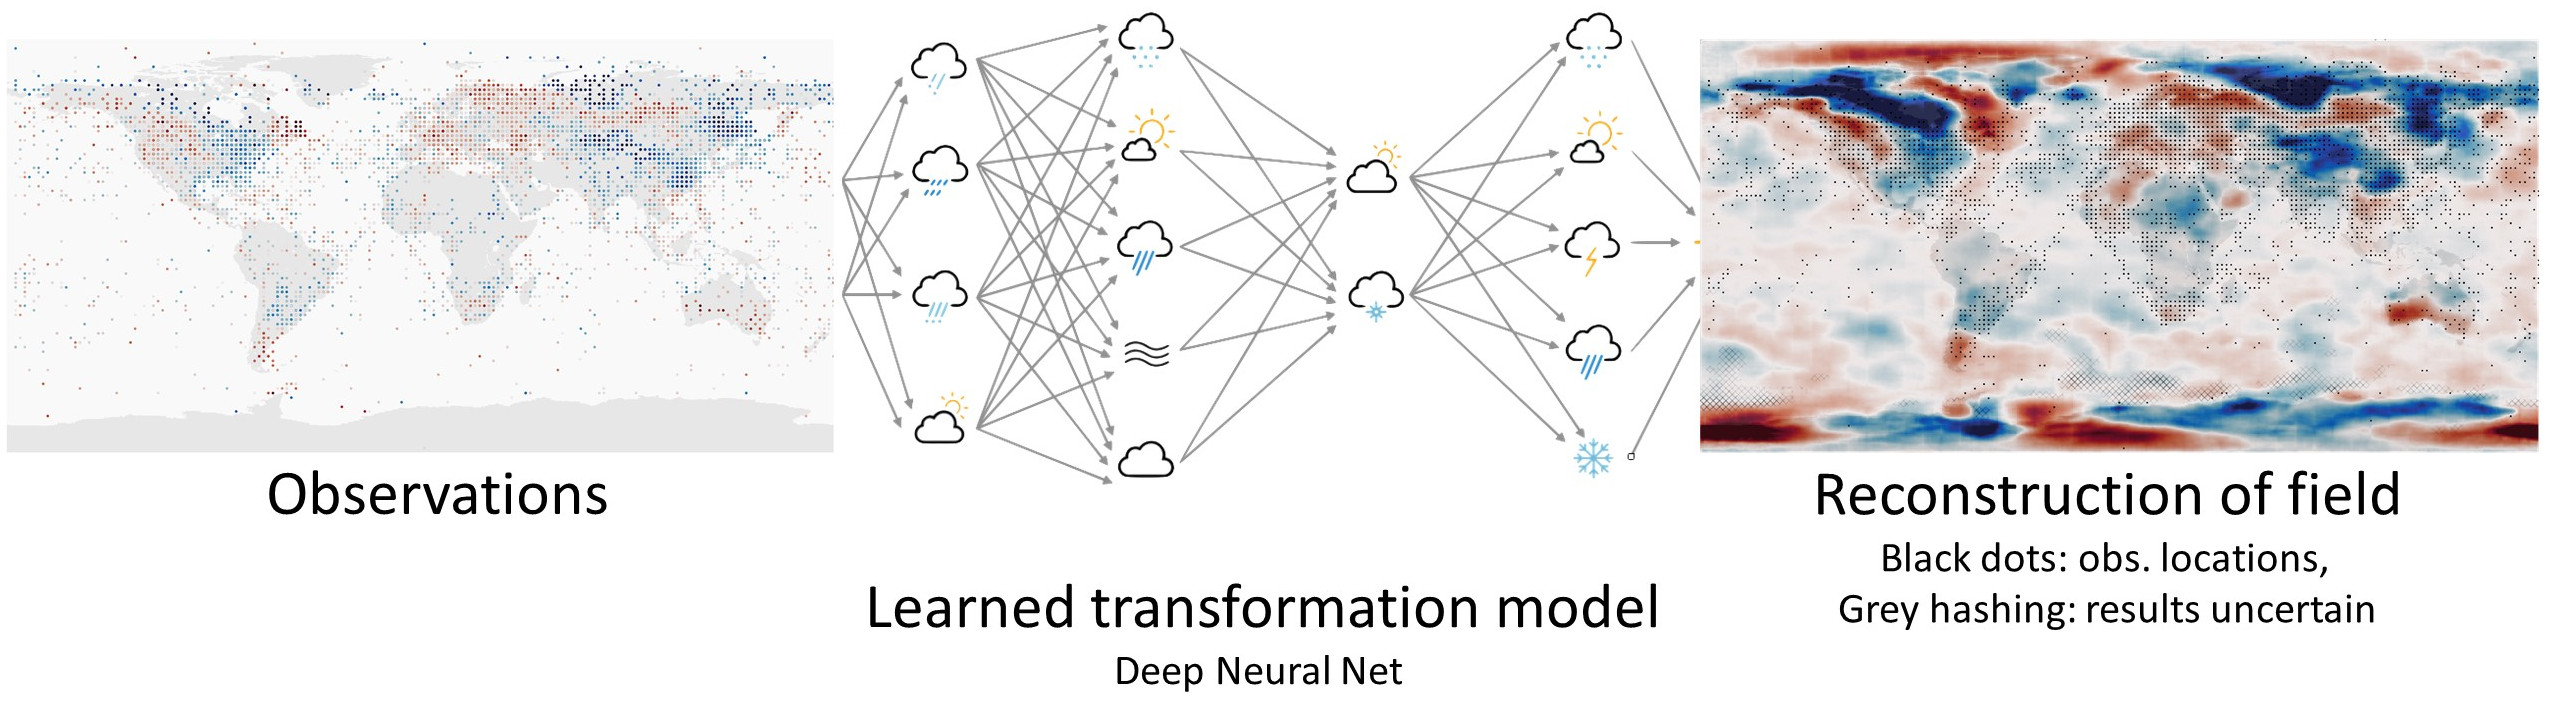 Observations
Learned transformation model
Deep Neural Net
Reconstruction of field
Black dots: obs. locations,
Grey hashing: results uncertain